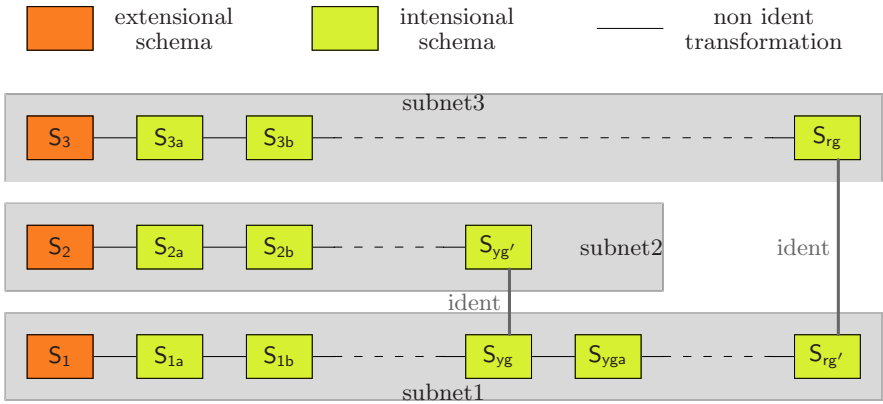 extensional schema
intensional schema
non ident transformation
subnet3
S3 S3a S3b Srg
S2 S2a S2b Syg′ subnet2
ident
ident
S1 S1a S1b Syg Syga Srg′
subnet1